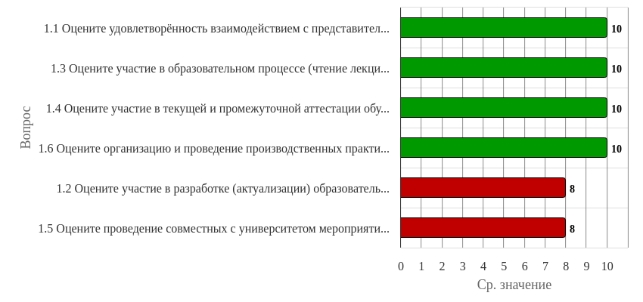 1.1 Оцените удовлетворённость взаимодействием с представител... 10
1.3 Оцените участие в образовательном процессе (чтение лекци... 10
1.4 Оцените участие в текущей и промежуточной аттестации обу... 10
1.6 Оцените организацию и проведение производственных практи... 10
1.2 Оцените участие в разработке (актуализации) образователь... 8
1.5 Оцените проведение совместных с университетом мероприяти... 8
Вопрос
0 1 2 3 4 5 6 7 8 9 10
Ср. значение